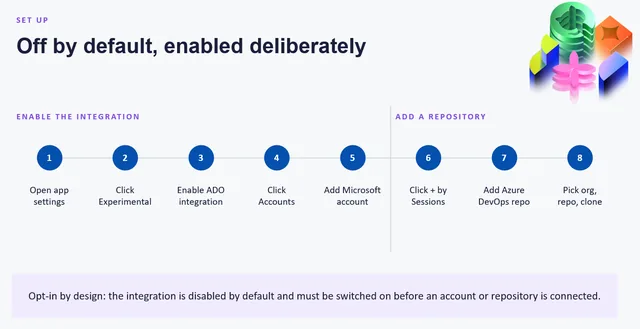 SET UP
Off by default, enabled deliberately
ENABLE THE INTEGRATION
ADD A REPOSITORY
1
2
3
4
5
6
7
8
Open app
settings
Click
Experimental
Enable ADO
integration
Click
Accounts
Add Microsoft
account
Click + by
Sessions
Add Azure
DevOps repo
Pick org,
repo, clone
Opt-in by design: the integration is disabled by default and must be switched on before an account or repository is connected.